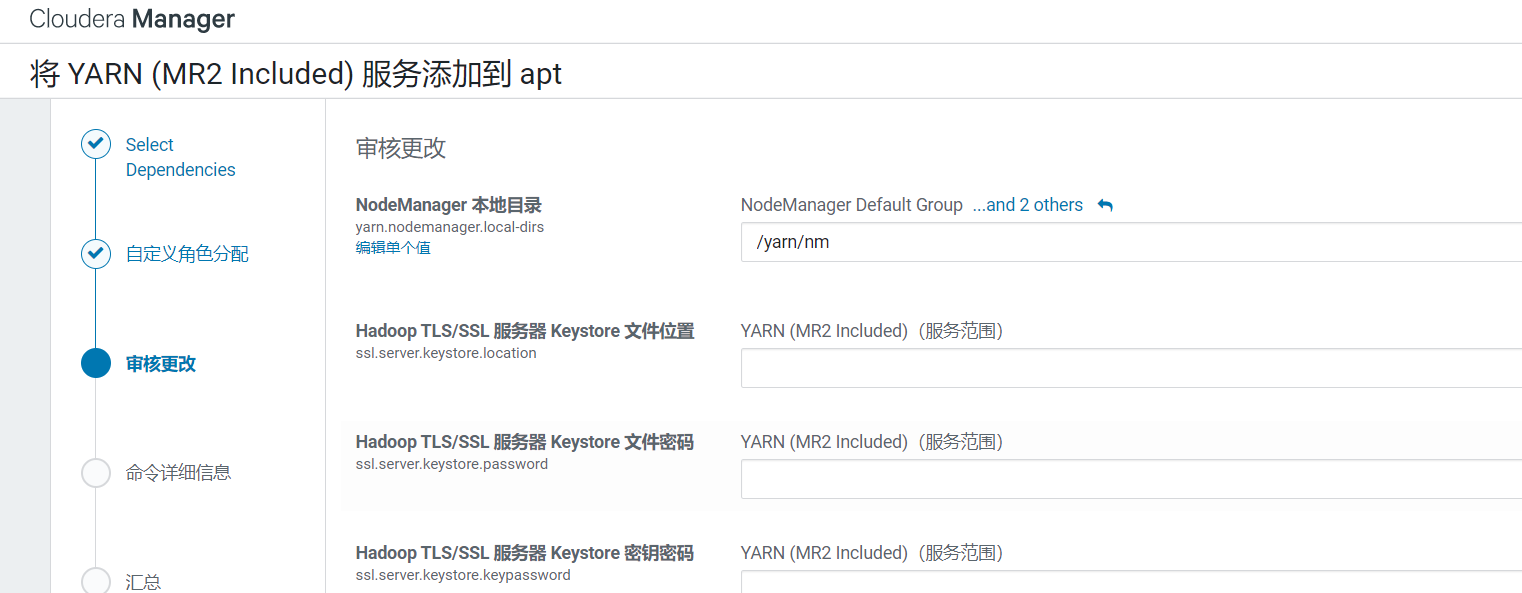 Cloudera Manager
将 YARN (MR2 Included) 服务添加到 apt
Select
Dependencies
自定义角色分配
审核更改
命令详细信息
汇总
审核更改
NodeManager 本地目录
yarn.nodemanager.local-dirs
编辑单个值
NodeManager Default Group ...and 2 others
/yarn/nm
Hadoop TLS/SSL 服务器 Keystore 文件位置
ssl.server.keystore.location
YARN (MR2 Included)（服务范围）
Hadoop TLS/SSL 服务器 Keystore 文件密码
ssl.server.keystore.password
YARN (MR2 Included)（服务范围）
Hadoop TLS/SSL 服务器 Keystore 密钥密码
ssl.server.keystore.keypassword
YARN (MR2 Included)（服务范围）